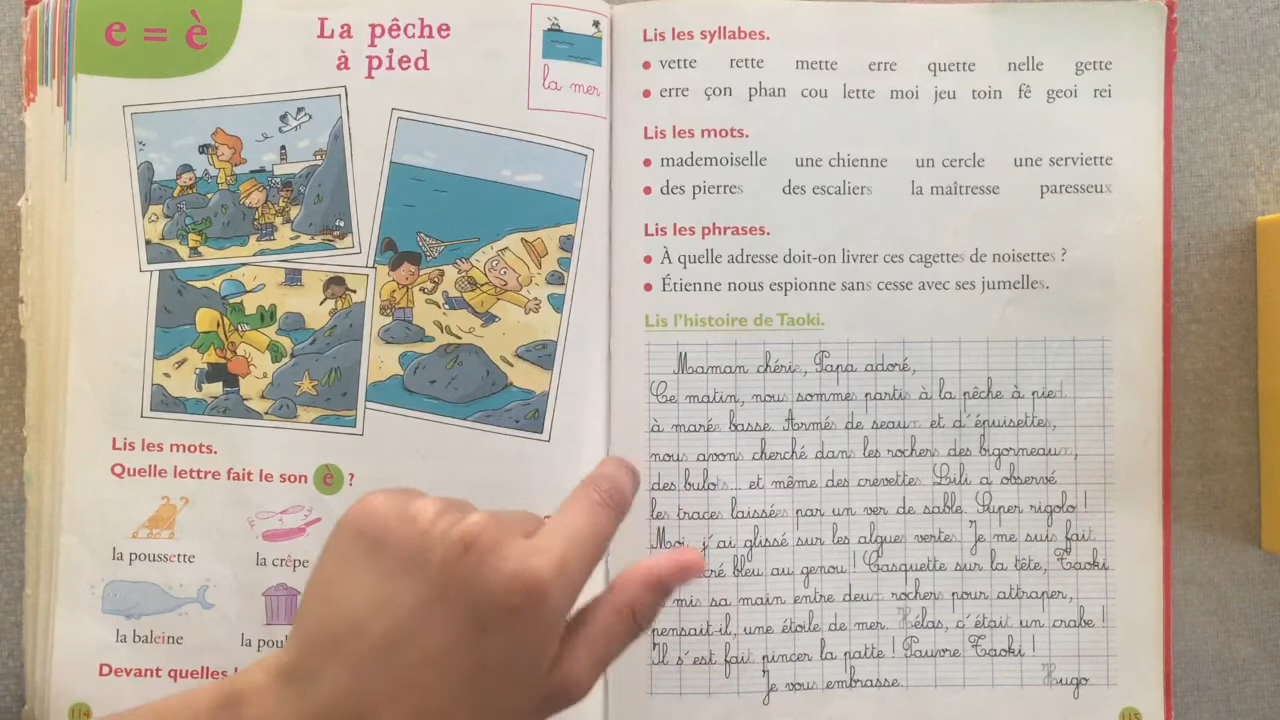 e = è
La pêche
à pied
la mer
Lis les mots.
Quelle lettre fait le son è ?
la poussette
la crêpe
la baleine
la pou
Devant quelles
114
Lis les syllabes.
• vette rette mette erre quette nelle gette
• erre çon phan cou lette moi jeu toin fê geoi rei
Lis les mots.
• mademoiselle une chienne un cercle une serviette
• des pierres des escaliers la maîtresse paresseux
Lis les phrases.
• À quelle adresse doit-on livrer ces cagettes de noisettes ?
• Étienne nous espionne sans cesse avec ses jumelles.
Lis l'histoire de Taoki.
Maman chérie, Papa adoré,
Ce matin, nous sommes partis à la pêche à pied
à marée basse. Armés de seaux et d'épuisettes,
nous avons cherché dans les rochers des bigorneaux,
des bulots... et même des crevettes. Lili a observé
les traces laissées par un ver de sable. Super rigolo !
Moi, j'ai glissé sur les algues vertes. Je me suis fait
cré bleu au genou ! Casquette sur la tête, Taoki
mis sa main entre deux rochers pour attraper,
pensait-il, une étoile de mer. Hélas, c'était un crabe !
Il s'est fait pincer la patte ! Pauvre Taoki !
Je vous embrasse. Hugo
115